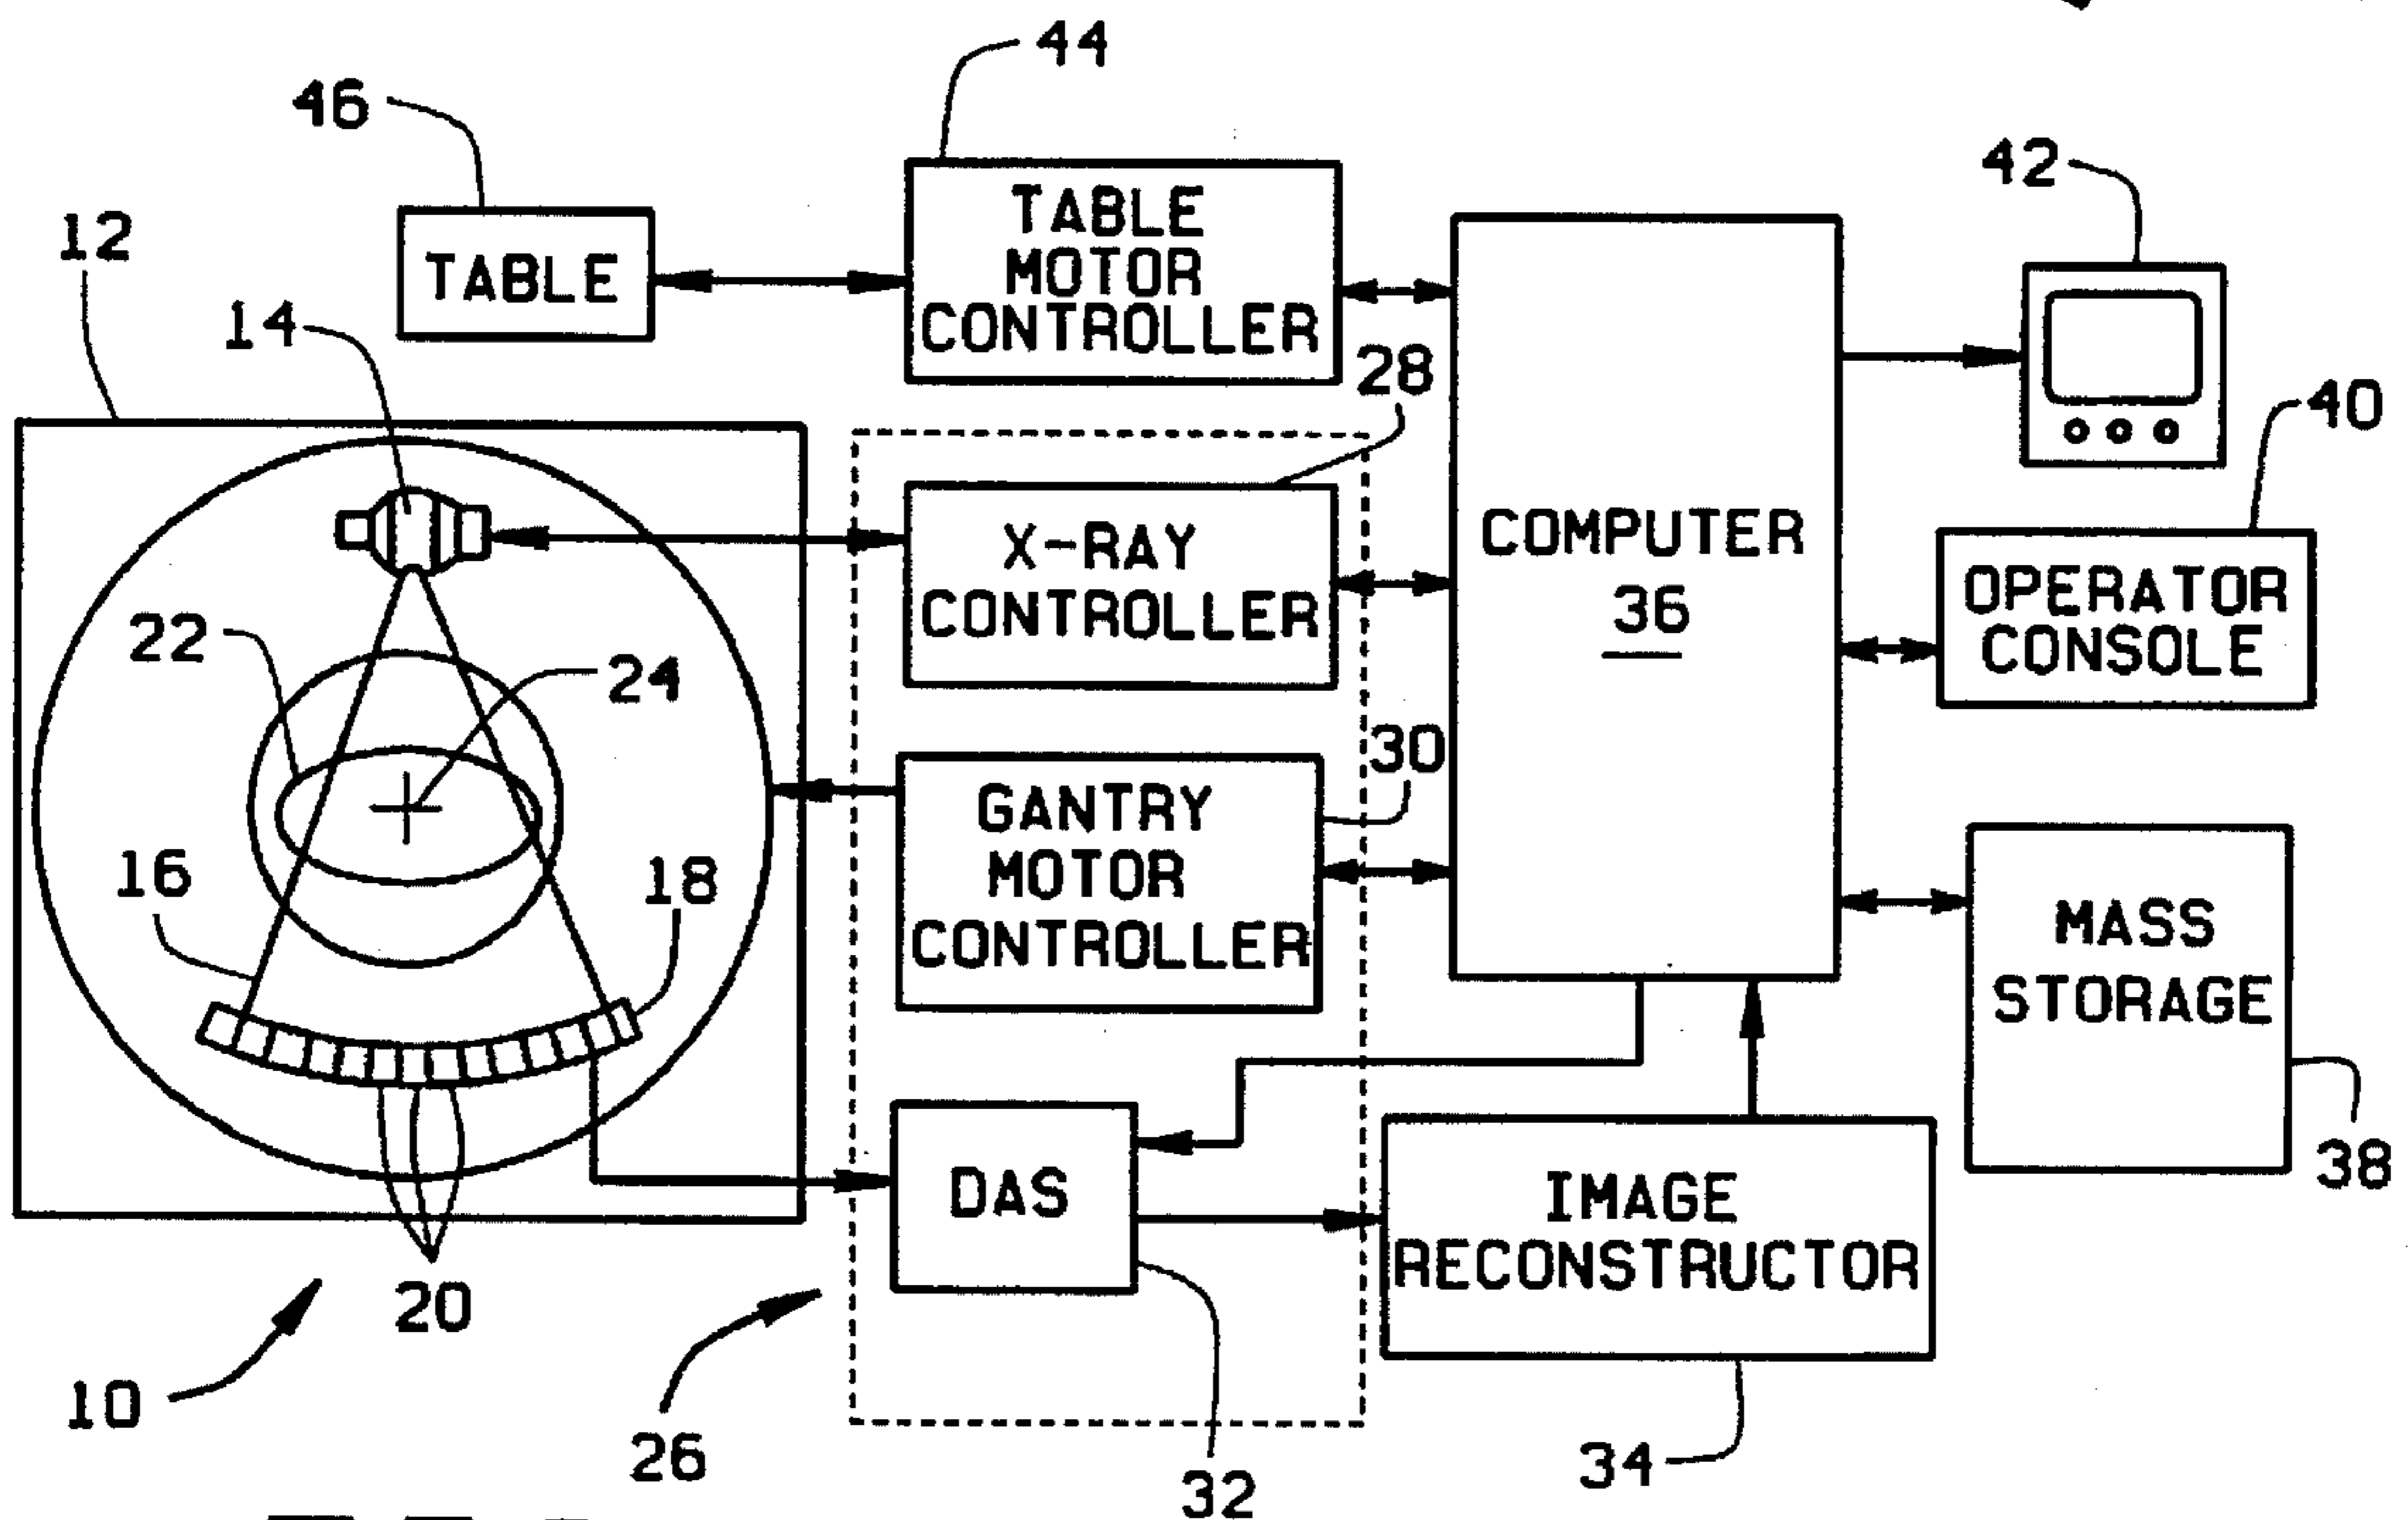 44
46
42
12
TABLE
MOTOR
CONTROLLER
TABLE
14
28
40
X-RAY
CONTROLLER
COMPUTER
36
OPERATOR
CONSOLE
22
24
30
GANTRY
MOTOR
CONTROLLER
16
18
MASS
STORAGE
38
DAS
IMAGE
RECONSTRUCTOR
20
10
26
32
34